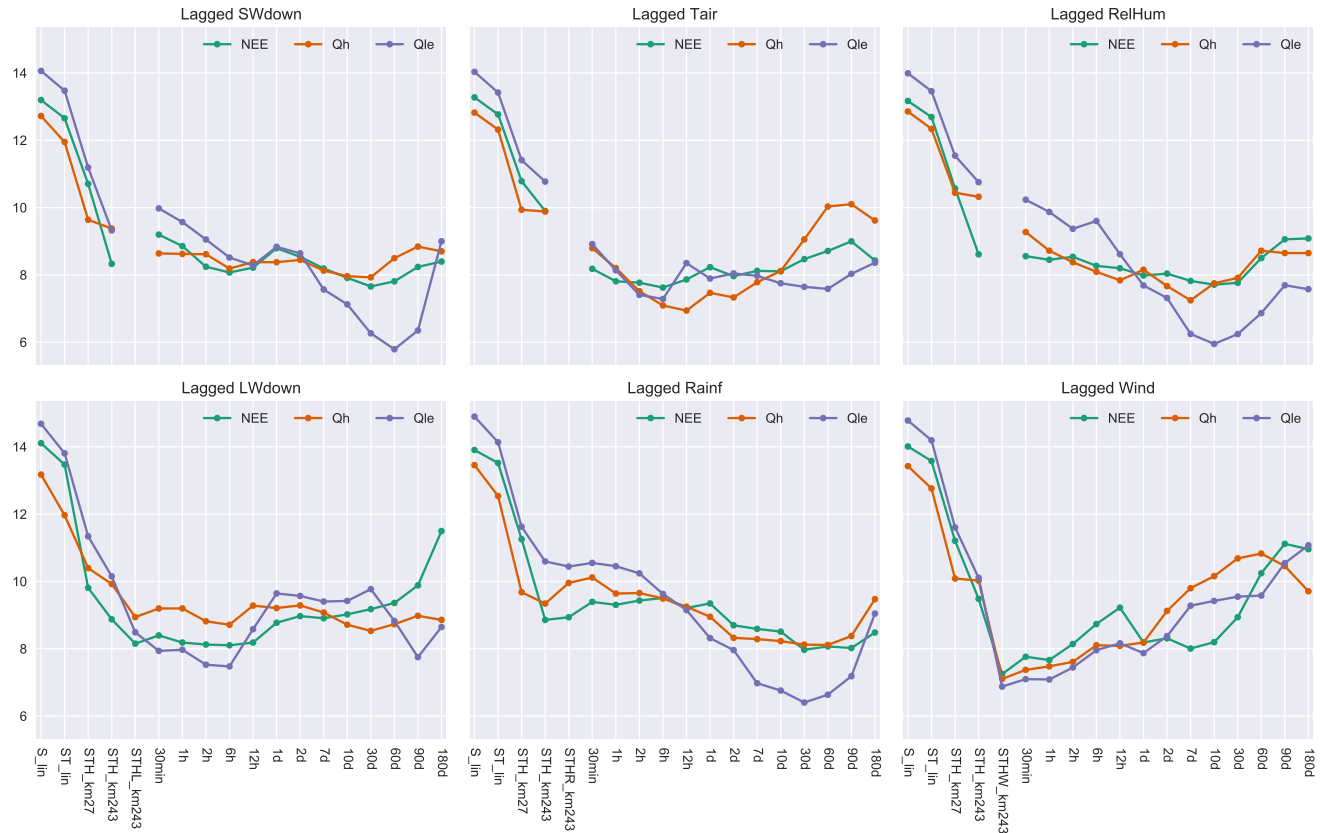 Lagged SWdown
Lagged Tair
Lagged RelHum
NEE Qh Qle
NEE Qh Qle
NEE Qh Qle
14
12
10
8
6
Lagged LWdown
Lagged Rainf
Lagged Wind
NEE Qh Qle
NEE Qh Qle
NEE Qh Qle
14
12
10
8
6
S_lin
ST_lin
STH_km27
STH_km243
STHL_km243
30min
1h
2h
6h
12h
1d
2d
7d
10d
30d
60d
90d
180d
S_lin
ST_lin
STH_km27
STH_km243
STHR_km243
30min
1h
2h
6h
12h
1d
2d
7d
10d
30d
60d
90d
180d
S_lin
ST_lin
STH_km27
STH_km243
STHW_km243
30min
1h
2h
6h
12h
1d
2d
7d
10d
30d
60d
90d
180d